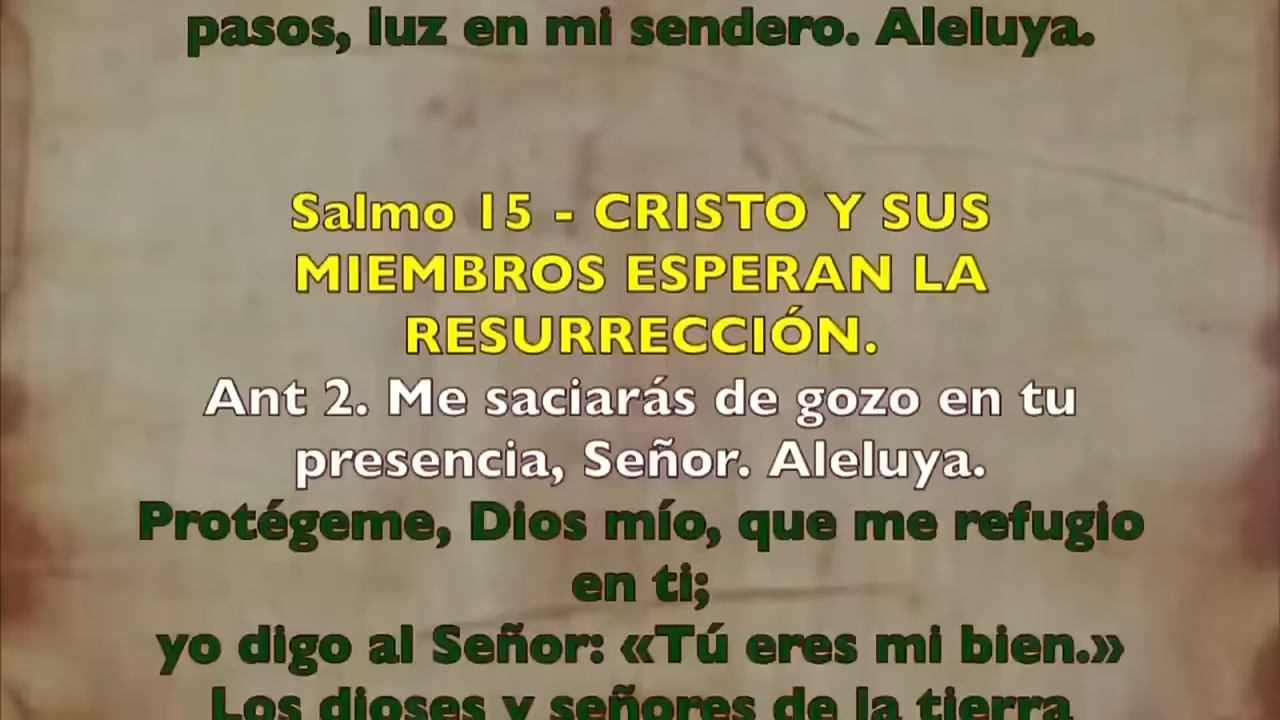 pasos, luz en mi sendero. Aleluya.
Salmo 15 - CRISTO Y SUS
MIEMBROS ESPERAN LA
RESURRECCIÓN.
Ant 2. Me saciarás de gozo en tu
presencia, Señor. Aleluya.
Protégeme, Dios mío, que me refugio
en ti;
yo digo al Señor: «Tú eres mi bien.»
Los dioses y señores de la tierra